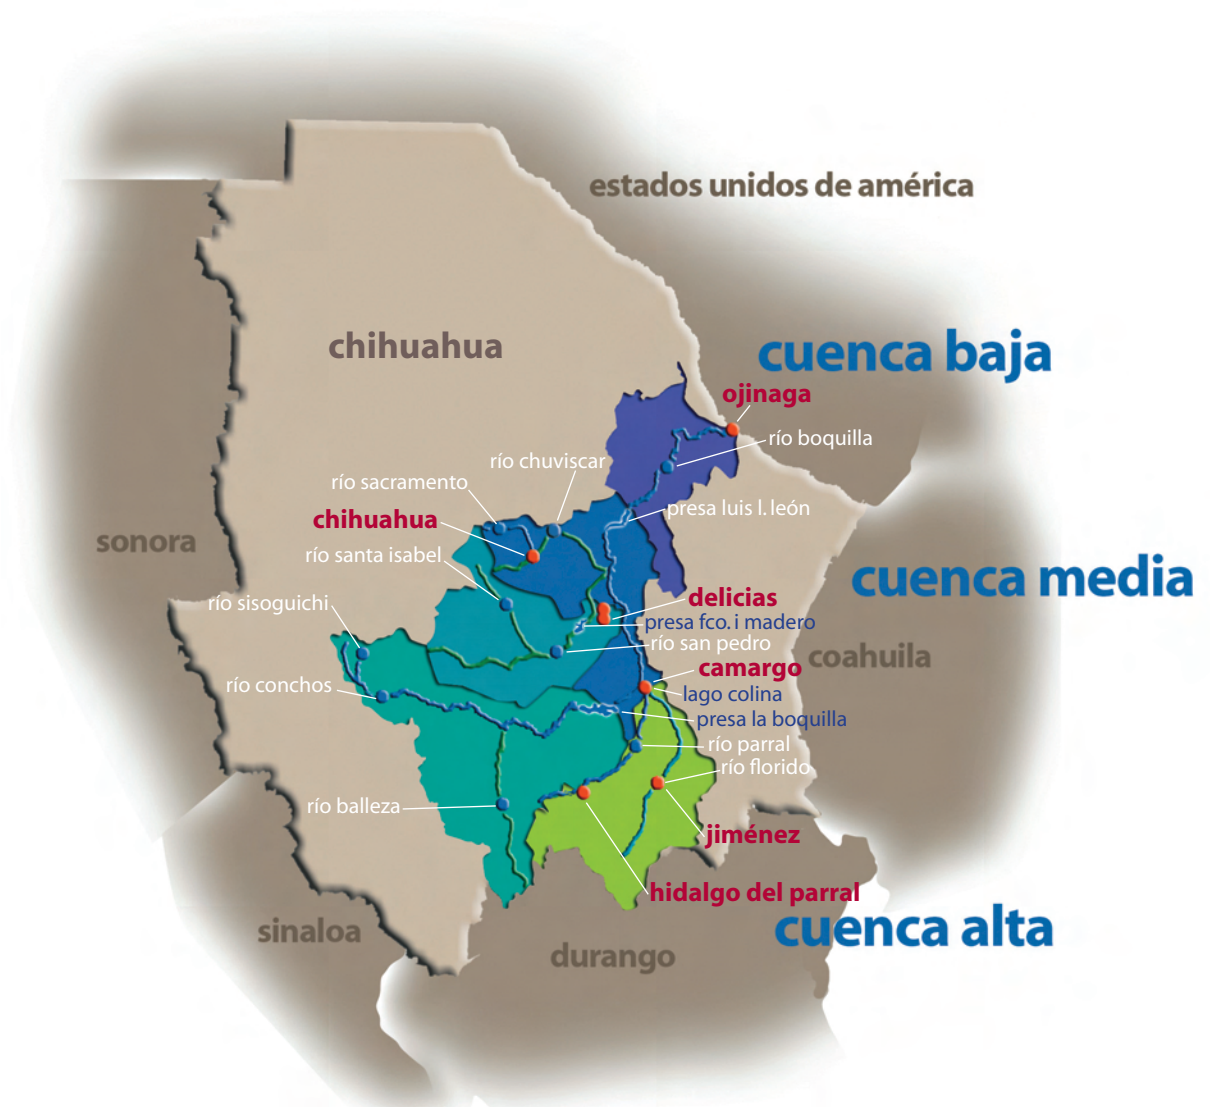 estados unidos de américa
chihuahua
cuenca baja
ojinaga
río boquilla
río chuviscar
río sacramento
presa luis l. león
chihuahua
sonora
río santa isabel
cuenca media
delicias
río sisoguichi
presa fco. i madero
río san pedro
coahuila
camargo
río conchos
lago colina
presa la boquilla
río parral
río florido
río balleza
jiménez
hidalgo del parral
cuenca alta
sinaloa
durango